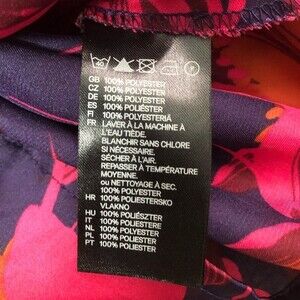 GB 100% POLYESTER
CZ 100% POLYESTER
DE 100% POLYESTER
ES 100% POLIÉSTER
FI 100% POLYESTERI
FR LAVER À LA MACHINE À
L'EAU TIÈDE.
BLANCHIR SANS CHLORE
SI NÉCESSAIRE.
SÉCHER À L'AIR.
REPASSER À TEMPÉRATURE
MOYENNE.
ou NETTOYAGE À SEC.
100% POLYESTER
HR 100% POLIESTERSKO
VLAKNO
HU 100% POLIÉSZTER
IT 100% POLIESTERE
NL 100% POLYESTER
PL 100% POLIESTER
PT 100% POLIESTER